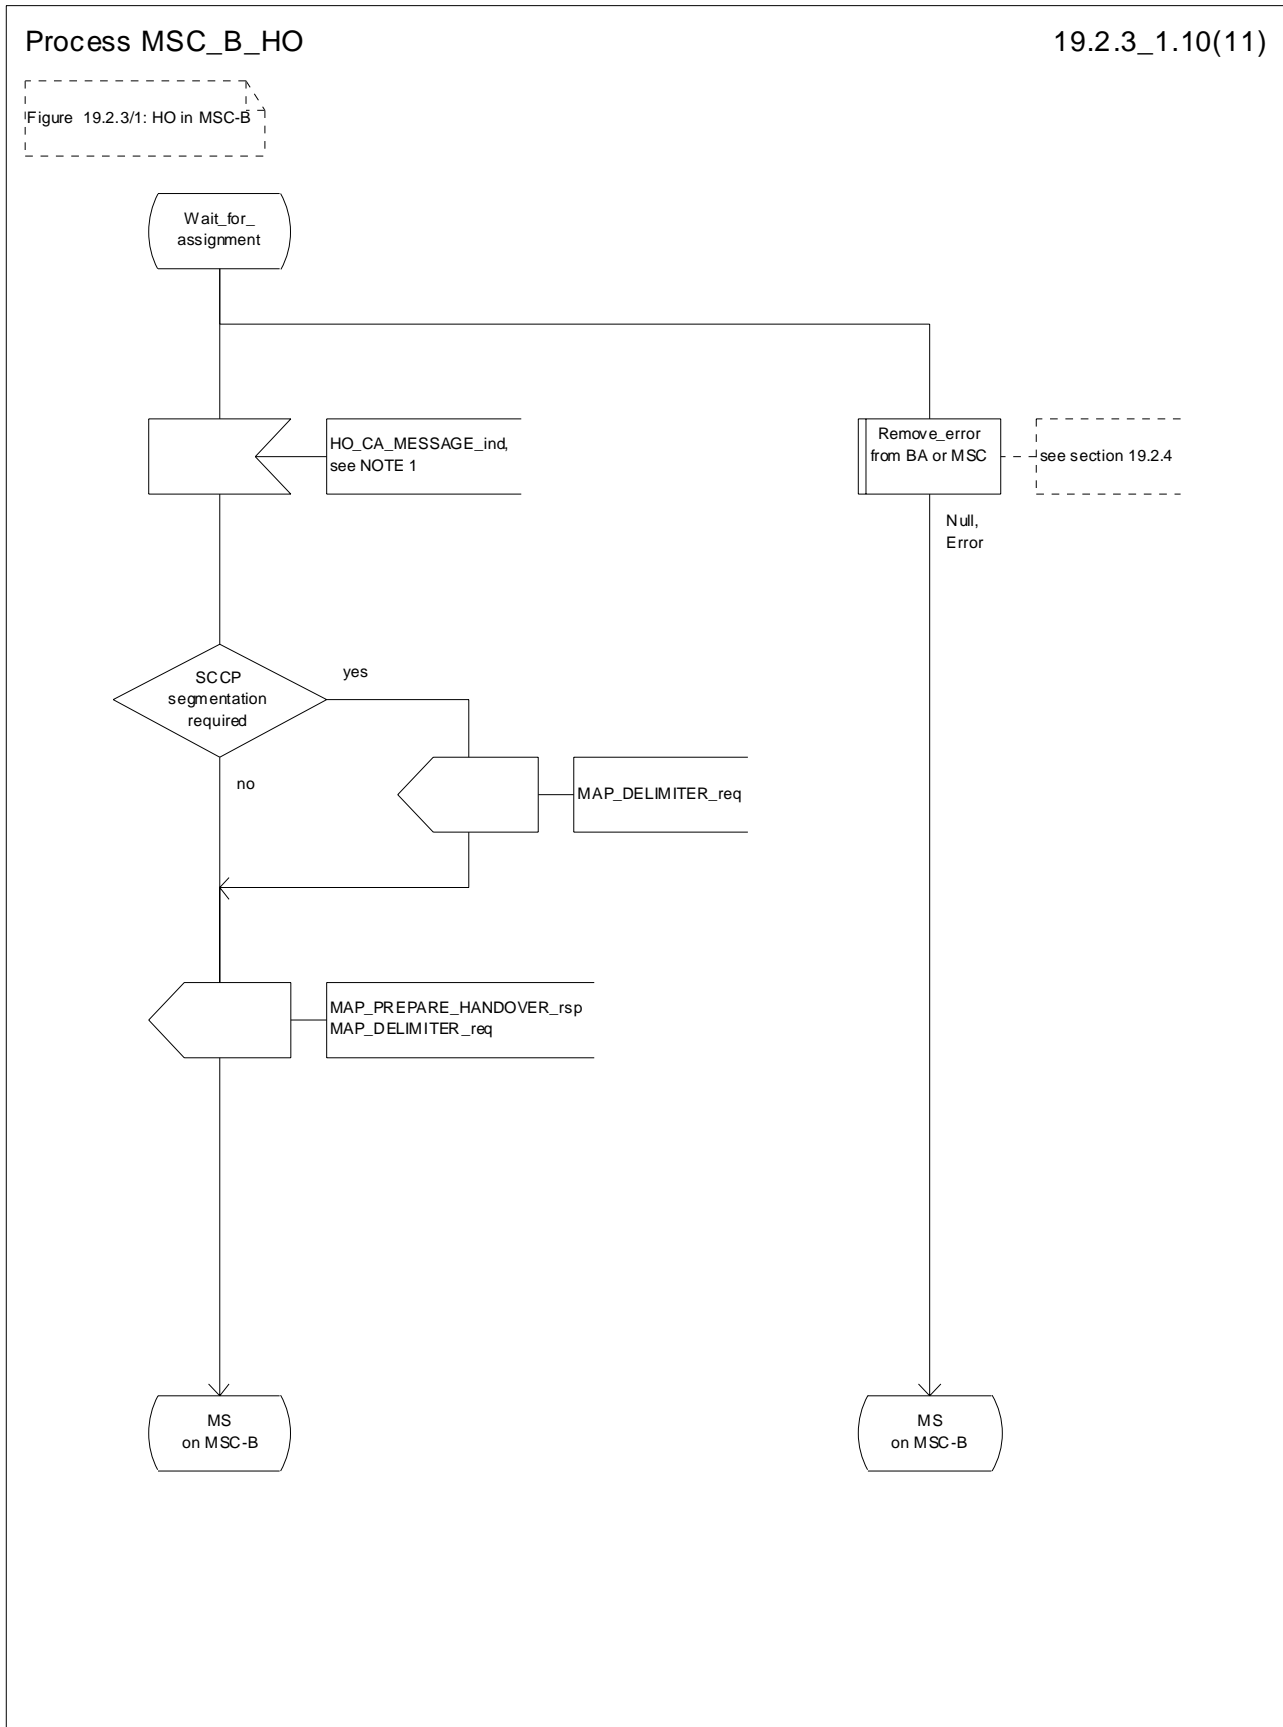 Process MSC_B_HO
19.2.3_1.10(11)
Figure 19.2.3/1: HO in MSC-B
Wait_for_
assignment
HO_CA_MESSAGE_ind,
see NOTE 1
Remove_error
from BA or MSC
see section 19.2.4
Null,
Error
SCCP
segmentation
required
yes
no
MAP_DELIMITER_req
MAP_PREPARE_HANDOVER_rsp
MAP_DELIMITER_req
MS
on MSC-B
MS
on MSC-B